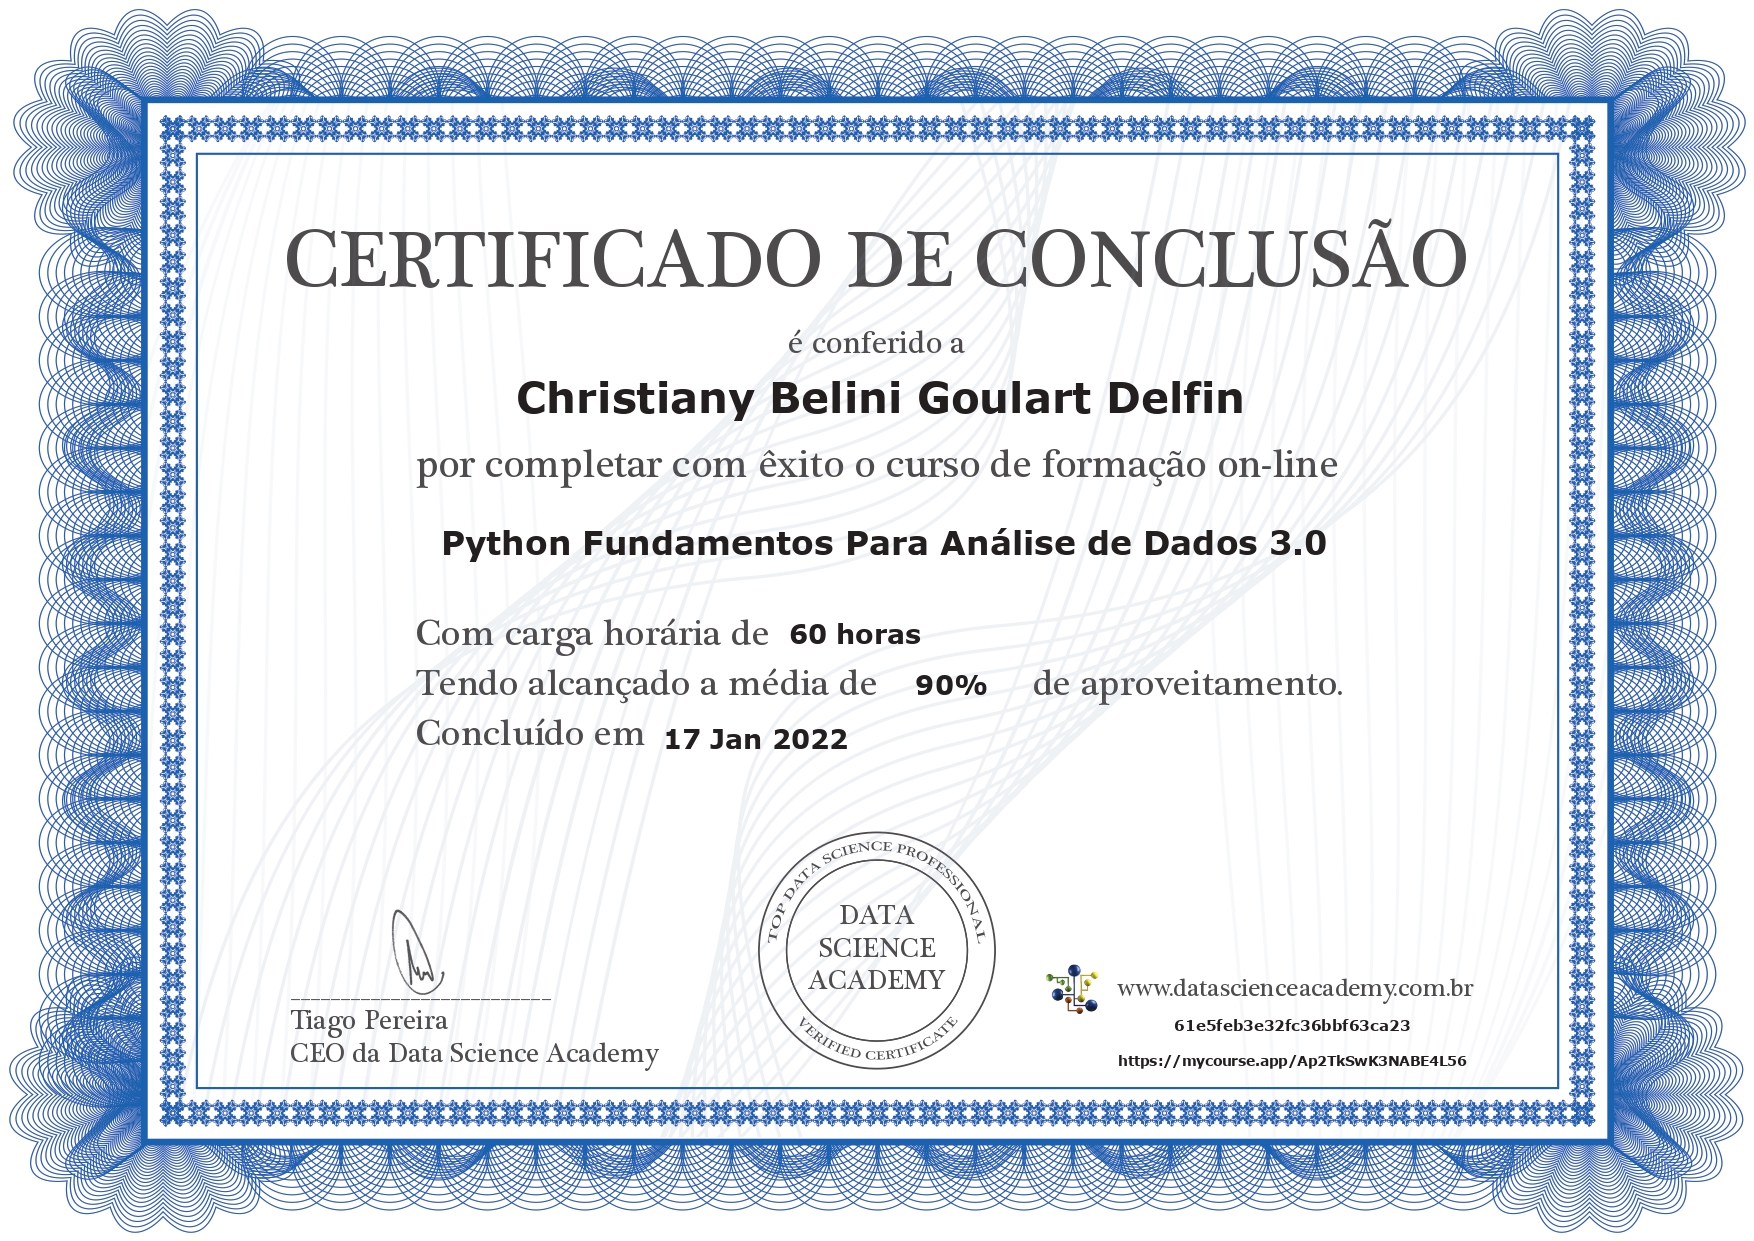 CERTIFICADO DE CONCLUSÃO
é conferido a
Christiany Belini Goulart Delfin
por completar com êxito o curso de formação on-line
Python Fundamentos Para Análise de Dados 3.0
Com carga horária de 60 horas
Tendo alcançado a média de 90% de aproveitamento.
Concluído em 17 Jan 2022
Tiago Pereira
CEO da Data Science Academy
TOP DATA SCIENCE PROFESSIONAL
DATA
SCIENCE
ACADEMY
VERIFIED CERTIFICATE
www.datascienceacademy.com.br
61e5feb3e32fc36bbf63ca23
https://mycourse.app/Ap2TkSwK3NABE4L56